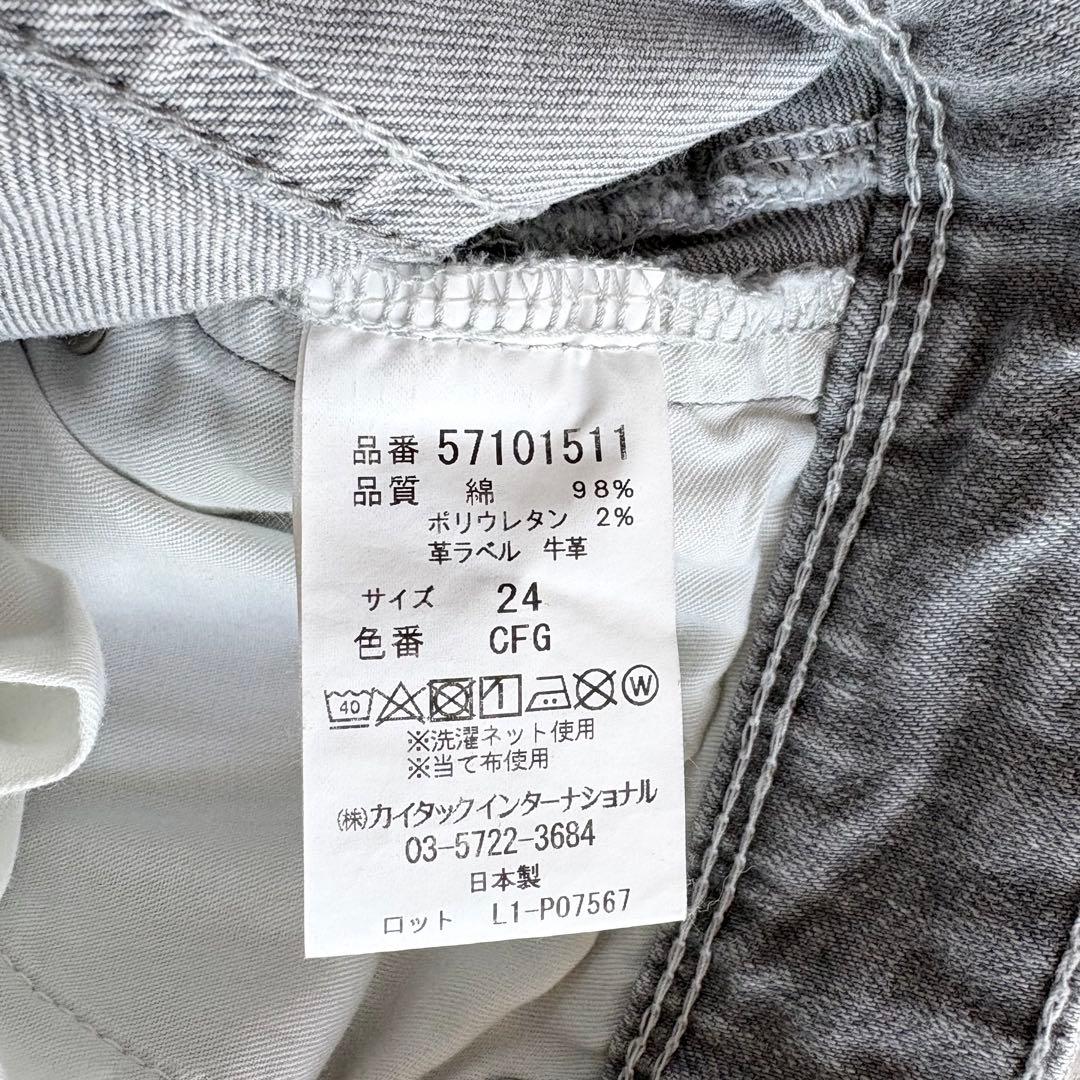 品番 57101511
品質 綿 98%
ポリウレタン 2%
革ラベル 牛革
サイズ 24
色番 CFG
40 W
※洗濯ネット使用
※当て布使用
㈱カイタックインターナショナル
03-5722-3684
日本製
ロット L1-P07567